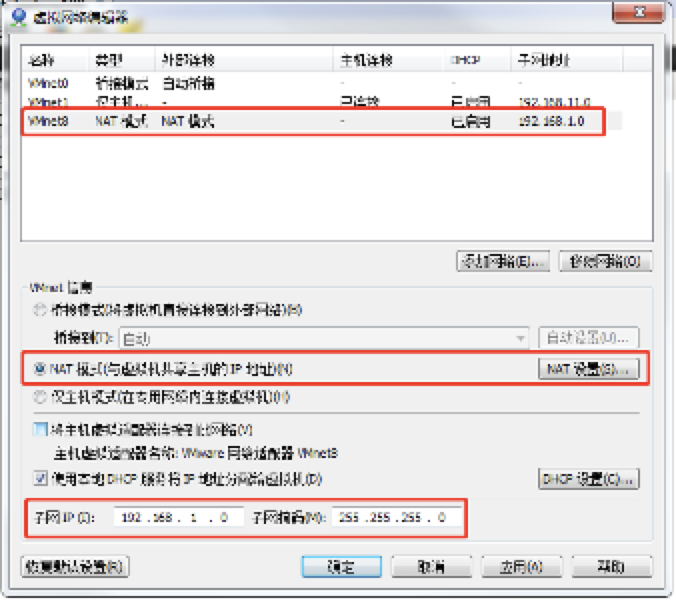 虚拟网络编辑器
名称 类型 外部连接 主机连接 DHCP 子网地址
VMnet0 桥接模式 自动桥接 - - -
VMnet1 仅主机... - 已连接 已启用 192.168.11.0
VMnet8 NAT 模式 NAT 模式 - 已启用 192.168.1.0
添加网络(E)... 移除网络(O)
VMnet 信息
桥接模式(将虚拟机直接连接到外部网络)(B)
桥接到(T): 自动 自动设置(U)...
NAT 模式(与虚拟机共享主机的 IP 地址)(N) NAT 设置(S)...
仅主机模式(在专用网络内连接虚拟机)(H)
将主机虚拟适配器连接到此网络(V)
主机虚拟适配器名称: VMware 网络适配器 VMnet8
使用本地 DHCP 服务将 IP 地址分配给虚拟机(D) DHCP 设置(C)...
子网 IP (I): 192 .168 . 1 . 0 子网掩码(M): 255 .255 .255 . 0
恢复默认设置(R) 确定 取消 应用(A) 帮助